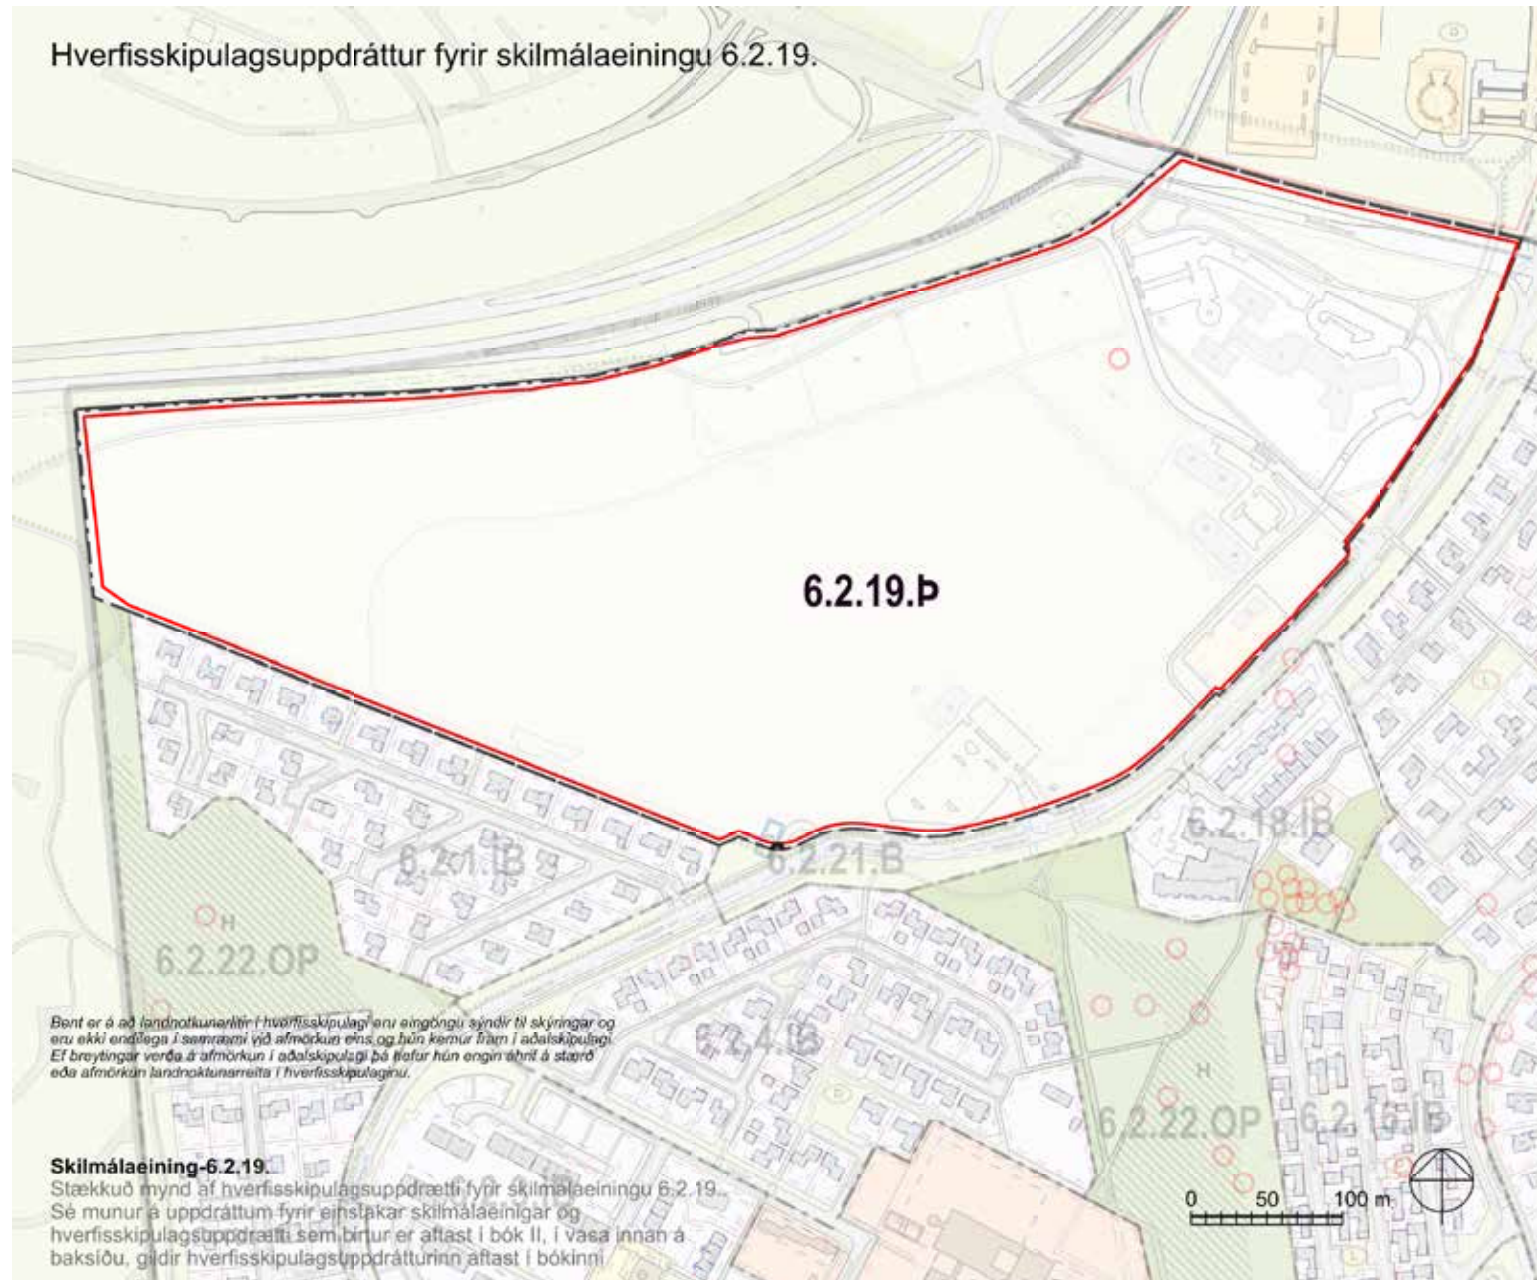 Hverfisskipulagsuppdráttur fyrir skilmálaeiningu 6.2.19.
6.2.19.Þ
6.2.18.ÍB
6.2.1.ÍB
6.2.21.B
H
6.2.22.OP
Bent er á að landnotkunarlitir í hverfisskipulagi eru eingöngu sýndir til skýringar og
eru ekki endilega í samræmi við afmörkun eins og hún kemur fram í aðalskipulagi.
Ef breytingar verða á afmörkun í aðalskipulagi þá hefur hún engin áhrif á stærð
eða afmörkun landnoktunarreita í hverfisskipulaginu.
6.2.4.ÍB
H
6.2.22.OP
6.2.16.ÍB
Skilmálaeining-6.2.19.
Stækkuð mynd af hverfisskipulagsuppdrætti fyrir skilmálaeiningu 6.2.19.
Sé munur á uppdráttum fyrir einstakar skilmálaeinigar og
hverfisskipulagsuppdrætti sem birtur er aftast í bók II, í vasa innan á
baksíðu, gildir hverfisskipulagsuppdrátturinn aftast í bókinni
0 50 100 m